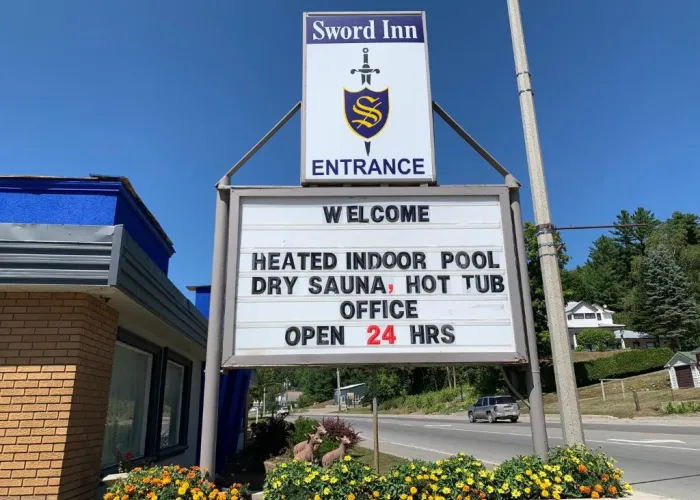 Sword Inn
S
ENTRANCE
WELCOME
HEATED INDOOR POOL
DRY SAUNA, HOT TUB
OFFICE
OPEN 24 HRS